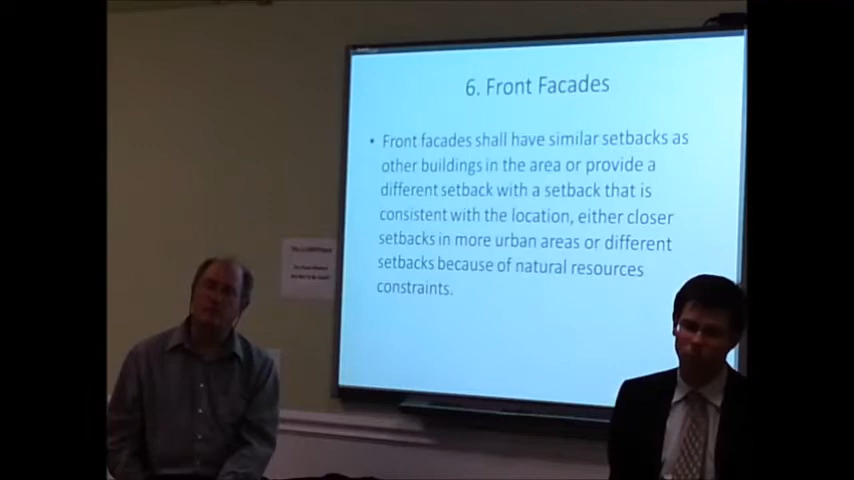 6. Front Facades
• Front facades shall have similar setbacks as
other buildings in the area or provide a
different setback with a setback that is
consistent with the location, either closer
setbacks in more urban areas or different
setbacks because of natural resources
constraints.